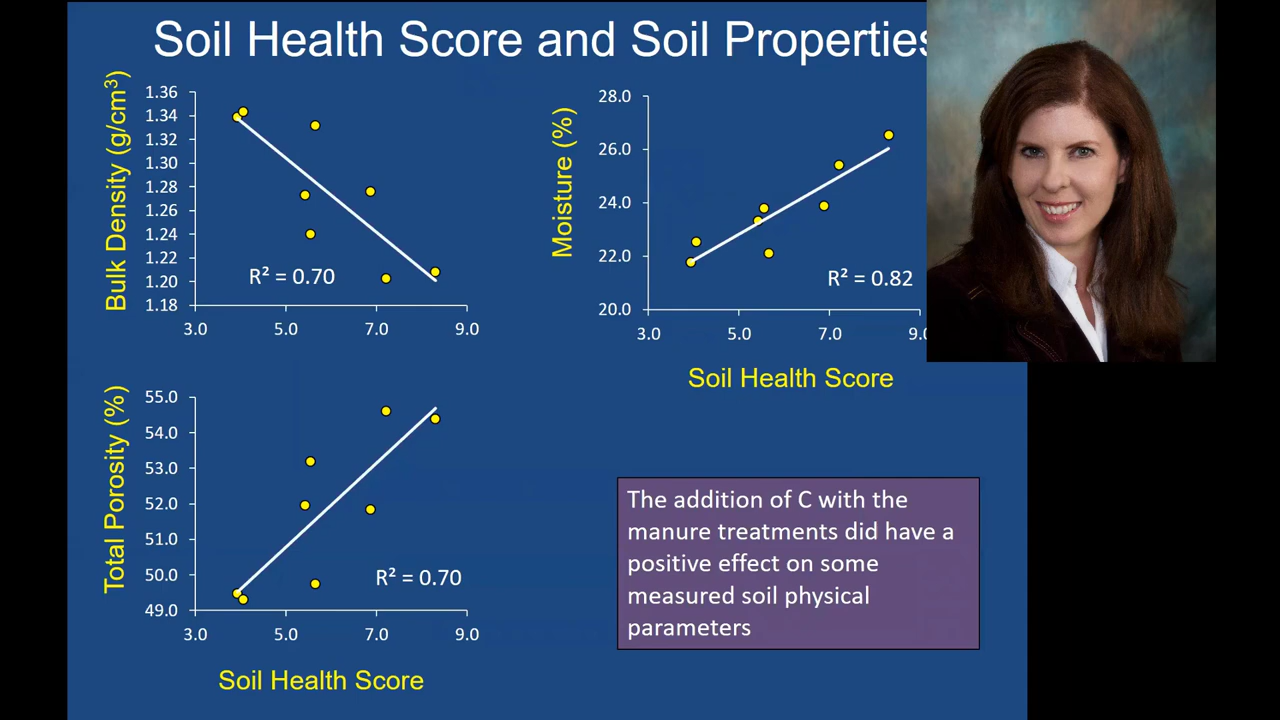 Soil Health Score and Soil Properties
Bulk Density (g/cm³)
1.36
1.34
1.32
1.30
1.28
1.26
1.24
1.22
1.20
1.18
R² = 0.70
3.0 5.0 7.0 9.0
Moisture (%)
28.0
26.0
24.0
22.0
20.0
R² = 0.82
3.0 5.0 7.0 9.0
Soil Health Score
Total Porosity (%)
55.0
54.0
53.0
52.0
51.0
50.0
49.0
R² = 0.70
3.0 5.0 7.0 9.0
Soil Health Score
The addition of C with the
manure treatments did have a
positive effect on some
measured soil physical
parameters